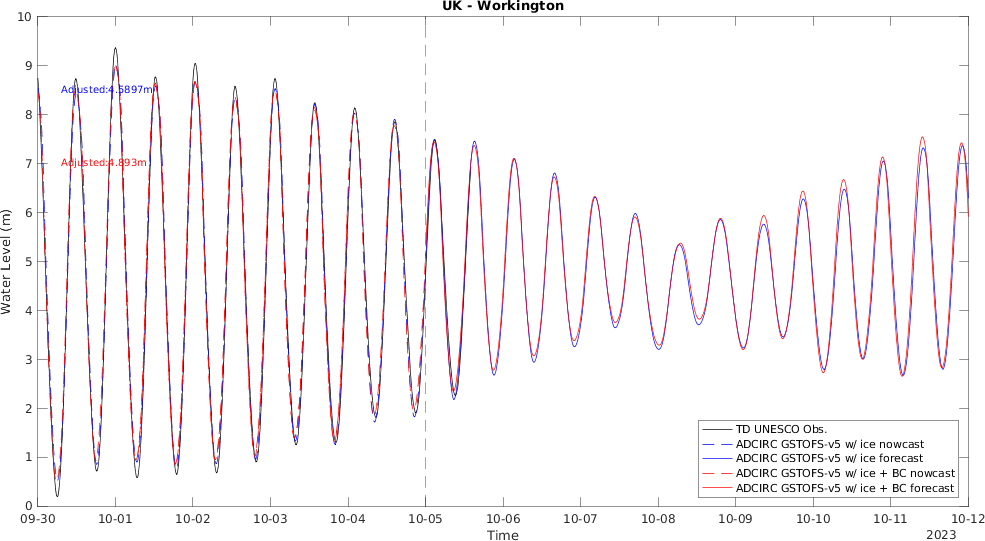 UK - Workington
10
9
8
7
6
5
4
3
2
1
0
Water Level (m)
Adjusted:4.5897m
Adjusted:4.893m
TD UNESCO Obs.
ADCIRC GSTOFS-v5 w/ ice nowcast
ADCIRC GSTOFS-v5 w/ ice forecast
ADCIRC GSTOFS-v5 w/ ice + BC nowcast
ADCIRC GSTOFS-v5 w/ ice + BC forecast
09-30 10-01 10-02 10-03 10-04 10-05 10-06 10-07 10-08 10-09 10-10 10-11 10-12
Time
2023